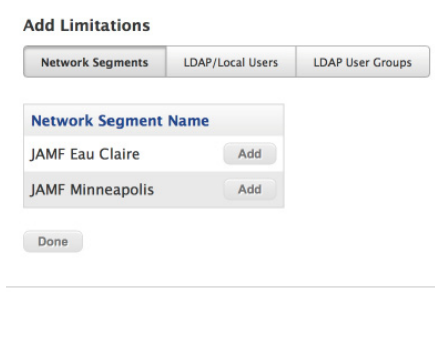 Add Limitations
Network Segments LDAP/Local Users LDAP User Groups
Network Segment Name
JAMF Eau Claire Add
JAMF Minneapolis Add
Done